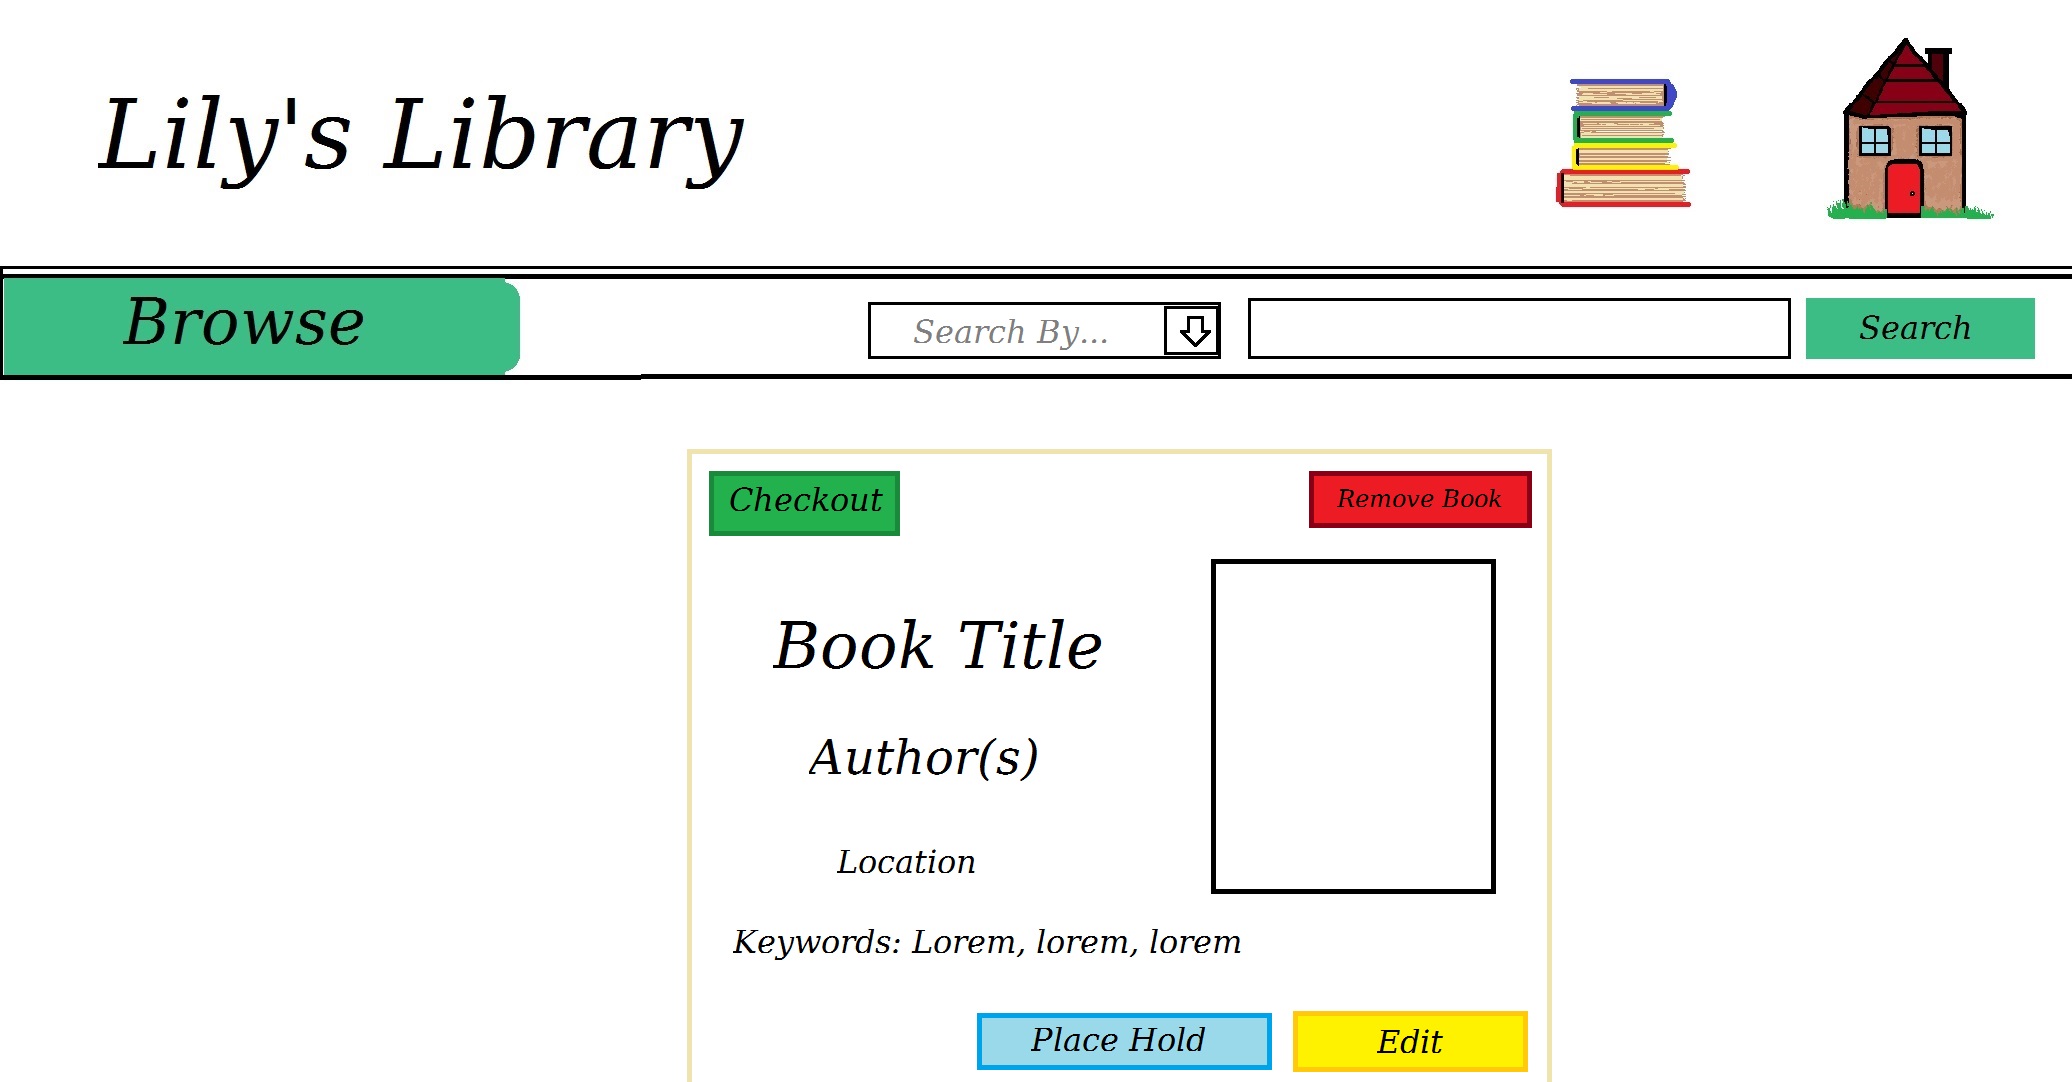 Lily's Library
Browse
Search By...
Search
Checkout
Remove Book
Book Title
Author(s)
Location
Keywords: Lorem, lorem, lorem
Place Hold
Edit